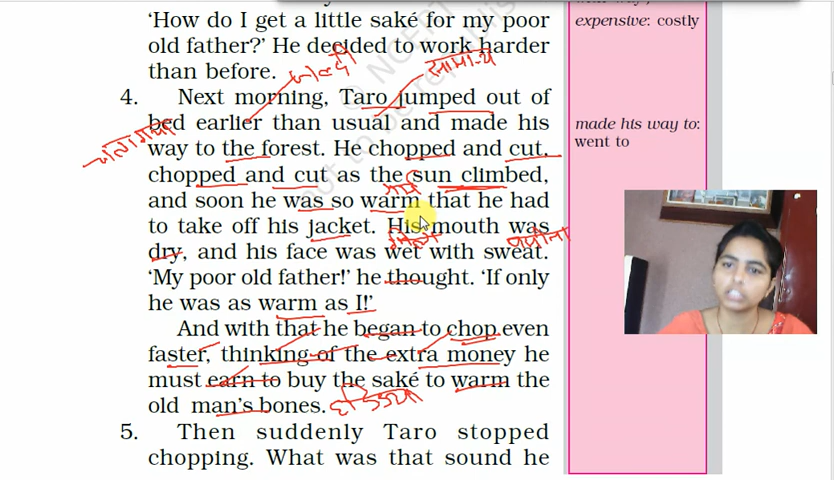 'How do I get a little saké for my poor
expensive: costly
old father?' He decided to work harder
than before.
जल्दी
सामान्य
4. Next morning, Taro jumped out of
bed earlier than usual and made his
made his way to:
went to
way to the forest. He chopped and cut,
chopped and cut as the sun climbed,
गर्म
and soon he was so warm that he had
to take off his jacket. His mouth was
पसीना
dry, and his face was wet with sweat.
'My poor old father!' he thought. 'If only
he was as warm as I!'
And with that he began to chop even
faster, thinking of the extra money he
must earn to buy the saké to warm the
old man's bones.
हड्डिया
5. Then suddenly Taro stopped
chopping. What was that sound he